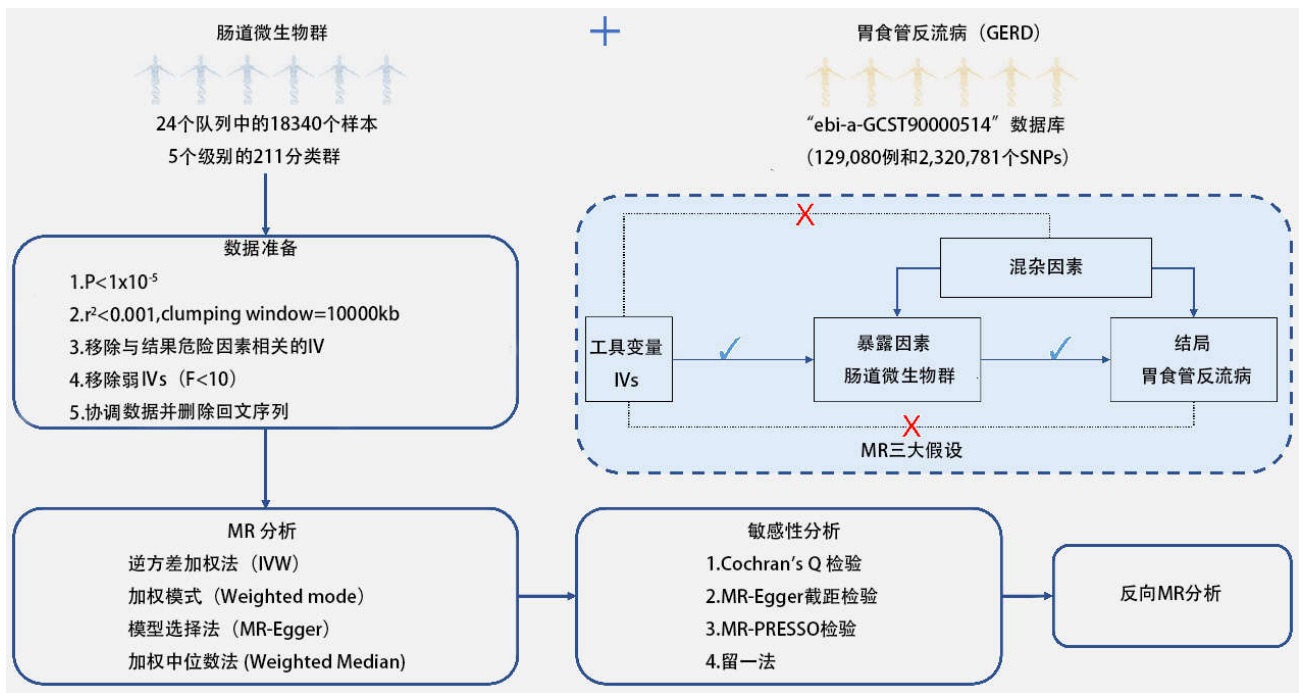 肠道微生物群
24个队列中的18340个样本
5个级别的211分类群
+
胃食管反流病（GERD）
“ebi-a-GCST90000514”数据库
（129,080例和2,320,781个SNPs）
数据准备
1.P<1x10⁻⁵
2.r²<0.001,clumping window=10000kb
3.移除与结果危险因素相关的IV
4.移除弱IVs（F<10）
5.协调数据并删除回文序列
X
混杂因素
工具变量
IVs
✓
暴露因素
肠道微生物群
✓
结局
胃食管反流病
X
MR三大假设
MR 分析
逆方差加权法（IVW）
加权模式（Weighted mode）
模型选择法（MR-Egger）
加权中位数法 (Weighted Median)
敏感性分析
1.Cochran’s Q 检验
2.MR-Egger截距检验
3.MR-PRESSO检验
4.留一法
反向MR分析